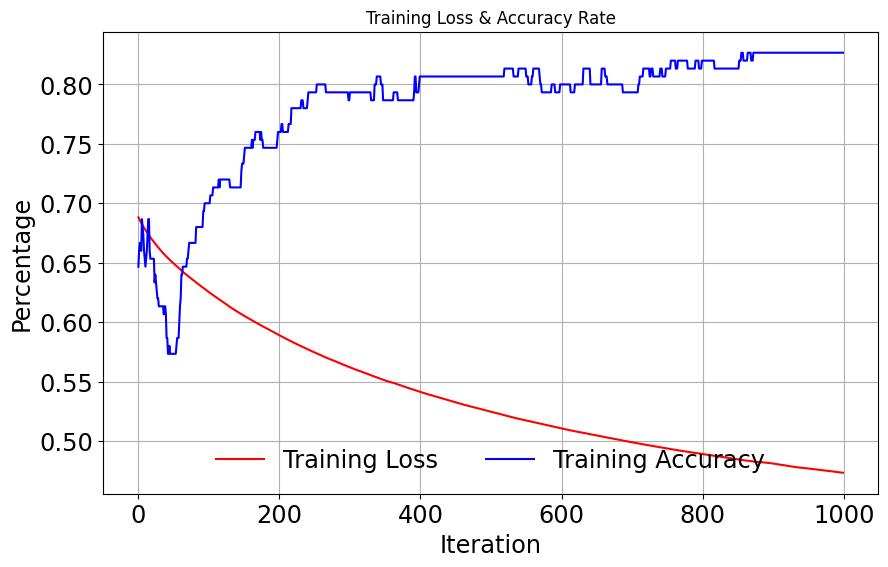 Training Loss & Accuracy Rate
0.80
0.75
0.70
0.65
0.60
0.55
0.50
Percentage
Training Loss
Training Accuracy
0
200
400
600
800
1000
Iteration